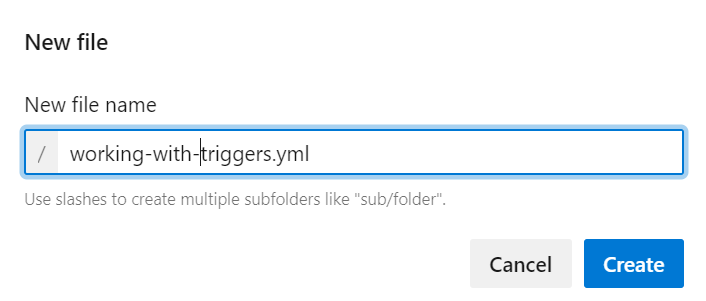 New file
New file name
/ working-with-triggers.yml
Use slashes to create multiple subfolders like "sub/folder".
Cancel Create